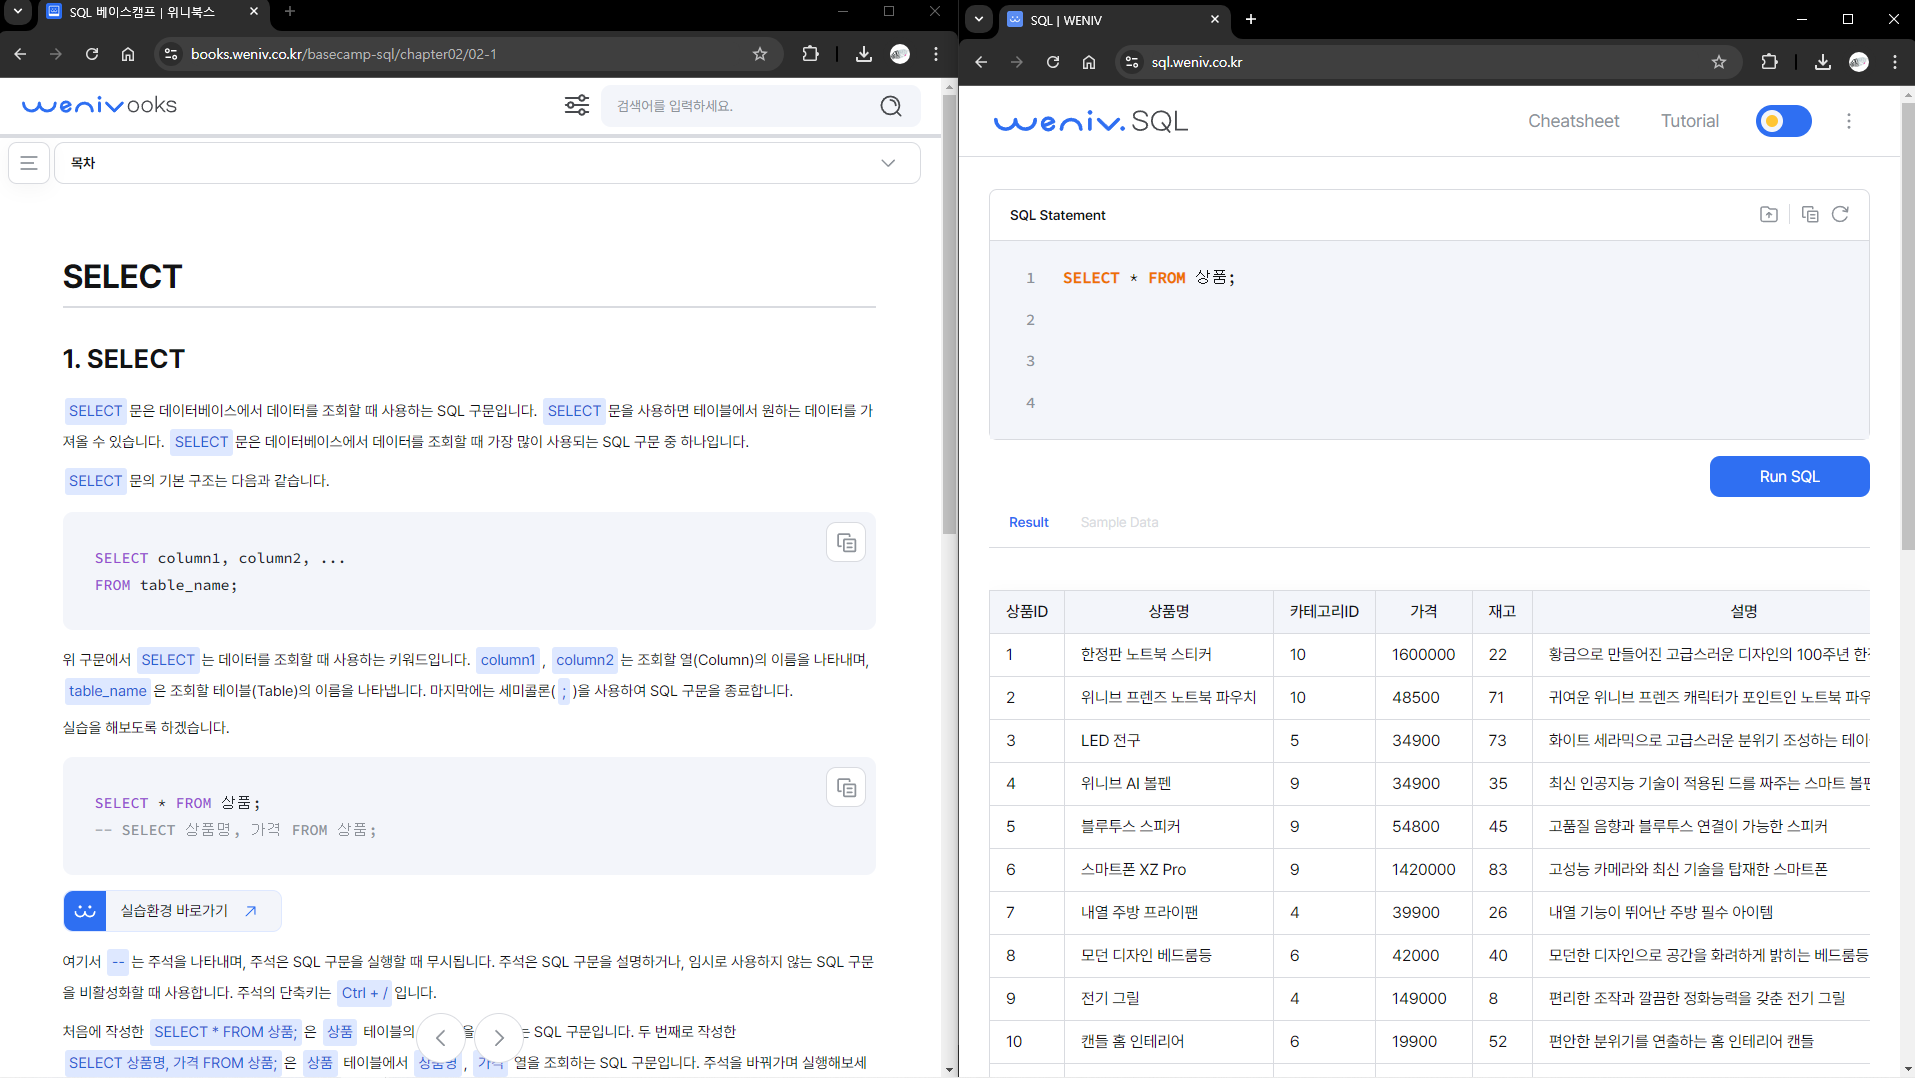 SQL 베이스캠프 | 위니북스
books.weniv.co.kr/basecamp-sql/chapter02/02-1
wenivooks
검색어를 입력하세요.
목차
SELECT
1. SELECT
SELECT 문은 데이터베이스에서 데이터를 조회할 때 사용하는 SQL 구문입니다. SELECT 문을 사용하면 테이블에서 원하는 데이터를 가
져올 수 있습니다. SELECT 문은 데이터베이스에서 데이터를 조회할 때 가장 많이 사용되는 SQL 구문 중 하나입니다.
SELECT 문의 기본 구조는 다음과 같습니다.
SELECT column1, column2, ...
FROM table_name;
위 구문에서 SELECT 는 데이터를 조회할 때 사용하는 키워드입니다. column1 , column2 는 조회할 열(Column)의 이름을 나타내며,
table_name 은 조회할 테이블(Table)의 이름을 나타냅니다. 마지막에는 세미콜론( ; )을 사용하여 SQL 구문을 종료합니다.
실습을 해보도록 하겠습니다.
SELECT * FROM 상품;
-- SELECT 상품명, 가격 FROM 상품;
실습환경 바로가기
여기서 -- 는 주석을 나타내며, 주석은 SQL 구문을 실행할 때 무시됩니다. 주석은 SQL 구문을 설명하거나, 임시로 사용하지 않는 SQL 구문
을 비활성화할 때 사용합니다. 주석의 단축키는 Ctrl + / 입니다.
처음에 작성한 SELECT * FROM 상품; 은 상품 테이블의 을 는 SQL 구문입니다. 두 번째로 작성한
SELECT 상품명, 가격 FROM 상품; 은 상품 테이블에서 상품명 , 가격 열을 조회하는 SQL 구문입니다. 주석을 바꿔가며 실행해보세
SQL | WENIV
sql.weniv.co.kr
weniv. SQL
Cheatsheet
Tutorial
SQL Statement
1 SELECT * FROM 상품;
2
3
4
Run SQL
Result Sample Data
상품ID 상품명 카테고리ID 가격 재고 설명
1 한정판 노트북 스티커 10 1600000 22 황금으로 만들어진 고급스러운 디자인의 100주년 한
2 위니브 프렌즈 노트북 파우치 10 48500 71 귀여운 위니브 프렌즈 캐릭터가 포인트인 노트북 파우
3 LED 전구 5 34900 73 화이트 세라믹으로 고급스러운 분위기 조성하는 테이
4 위니브 AI 볼펜 9 34900 35 최신 인공지능 기술이 적용된 드를 짜주는 스마트 볼펜
5 블루투스 스피커 9 54800 45 고품질 음향과 블루투스 연결이 가능한 스피커
6 스마트폰 XZ Pro 9 1420000 83 고성능 카메라와 최신 기술을 탑재한 스마트폰
7 내열 주방 프라이팬 4 39900 26 내열 기능이 뛰어난 주방 필수 아이템
8 모던 디자인 베드룸등 6 42000 40 모던한 디자인으로 공간을 화려하게 밝히는 베드룸등
9 전기 그릴 4 149000 8 편리한 조작과 깔끔한 정화능력을 갖춘 전기 그릴
10 캔들 홈 인테리어 6 19900 52 편안한 분위기를 연출하는 홈 인테리어 캔들